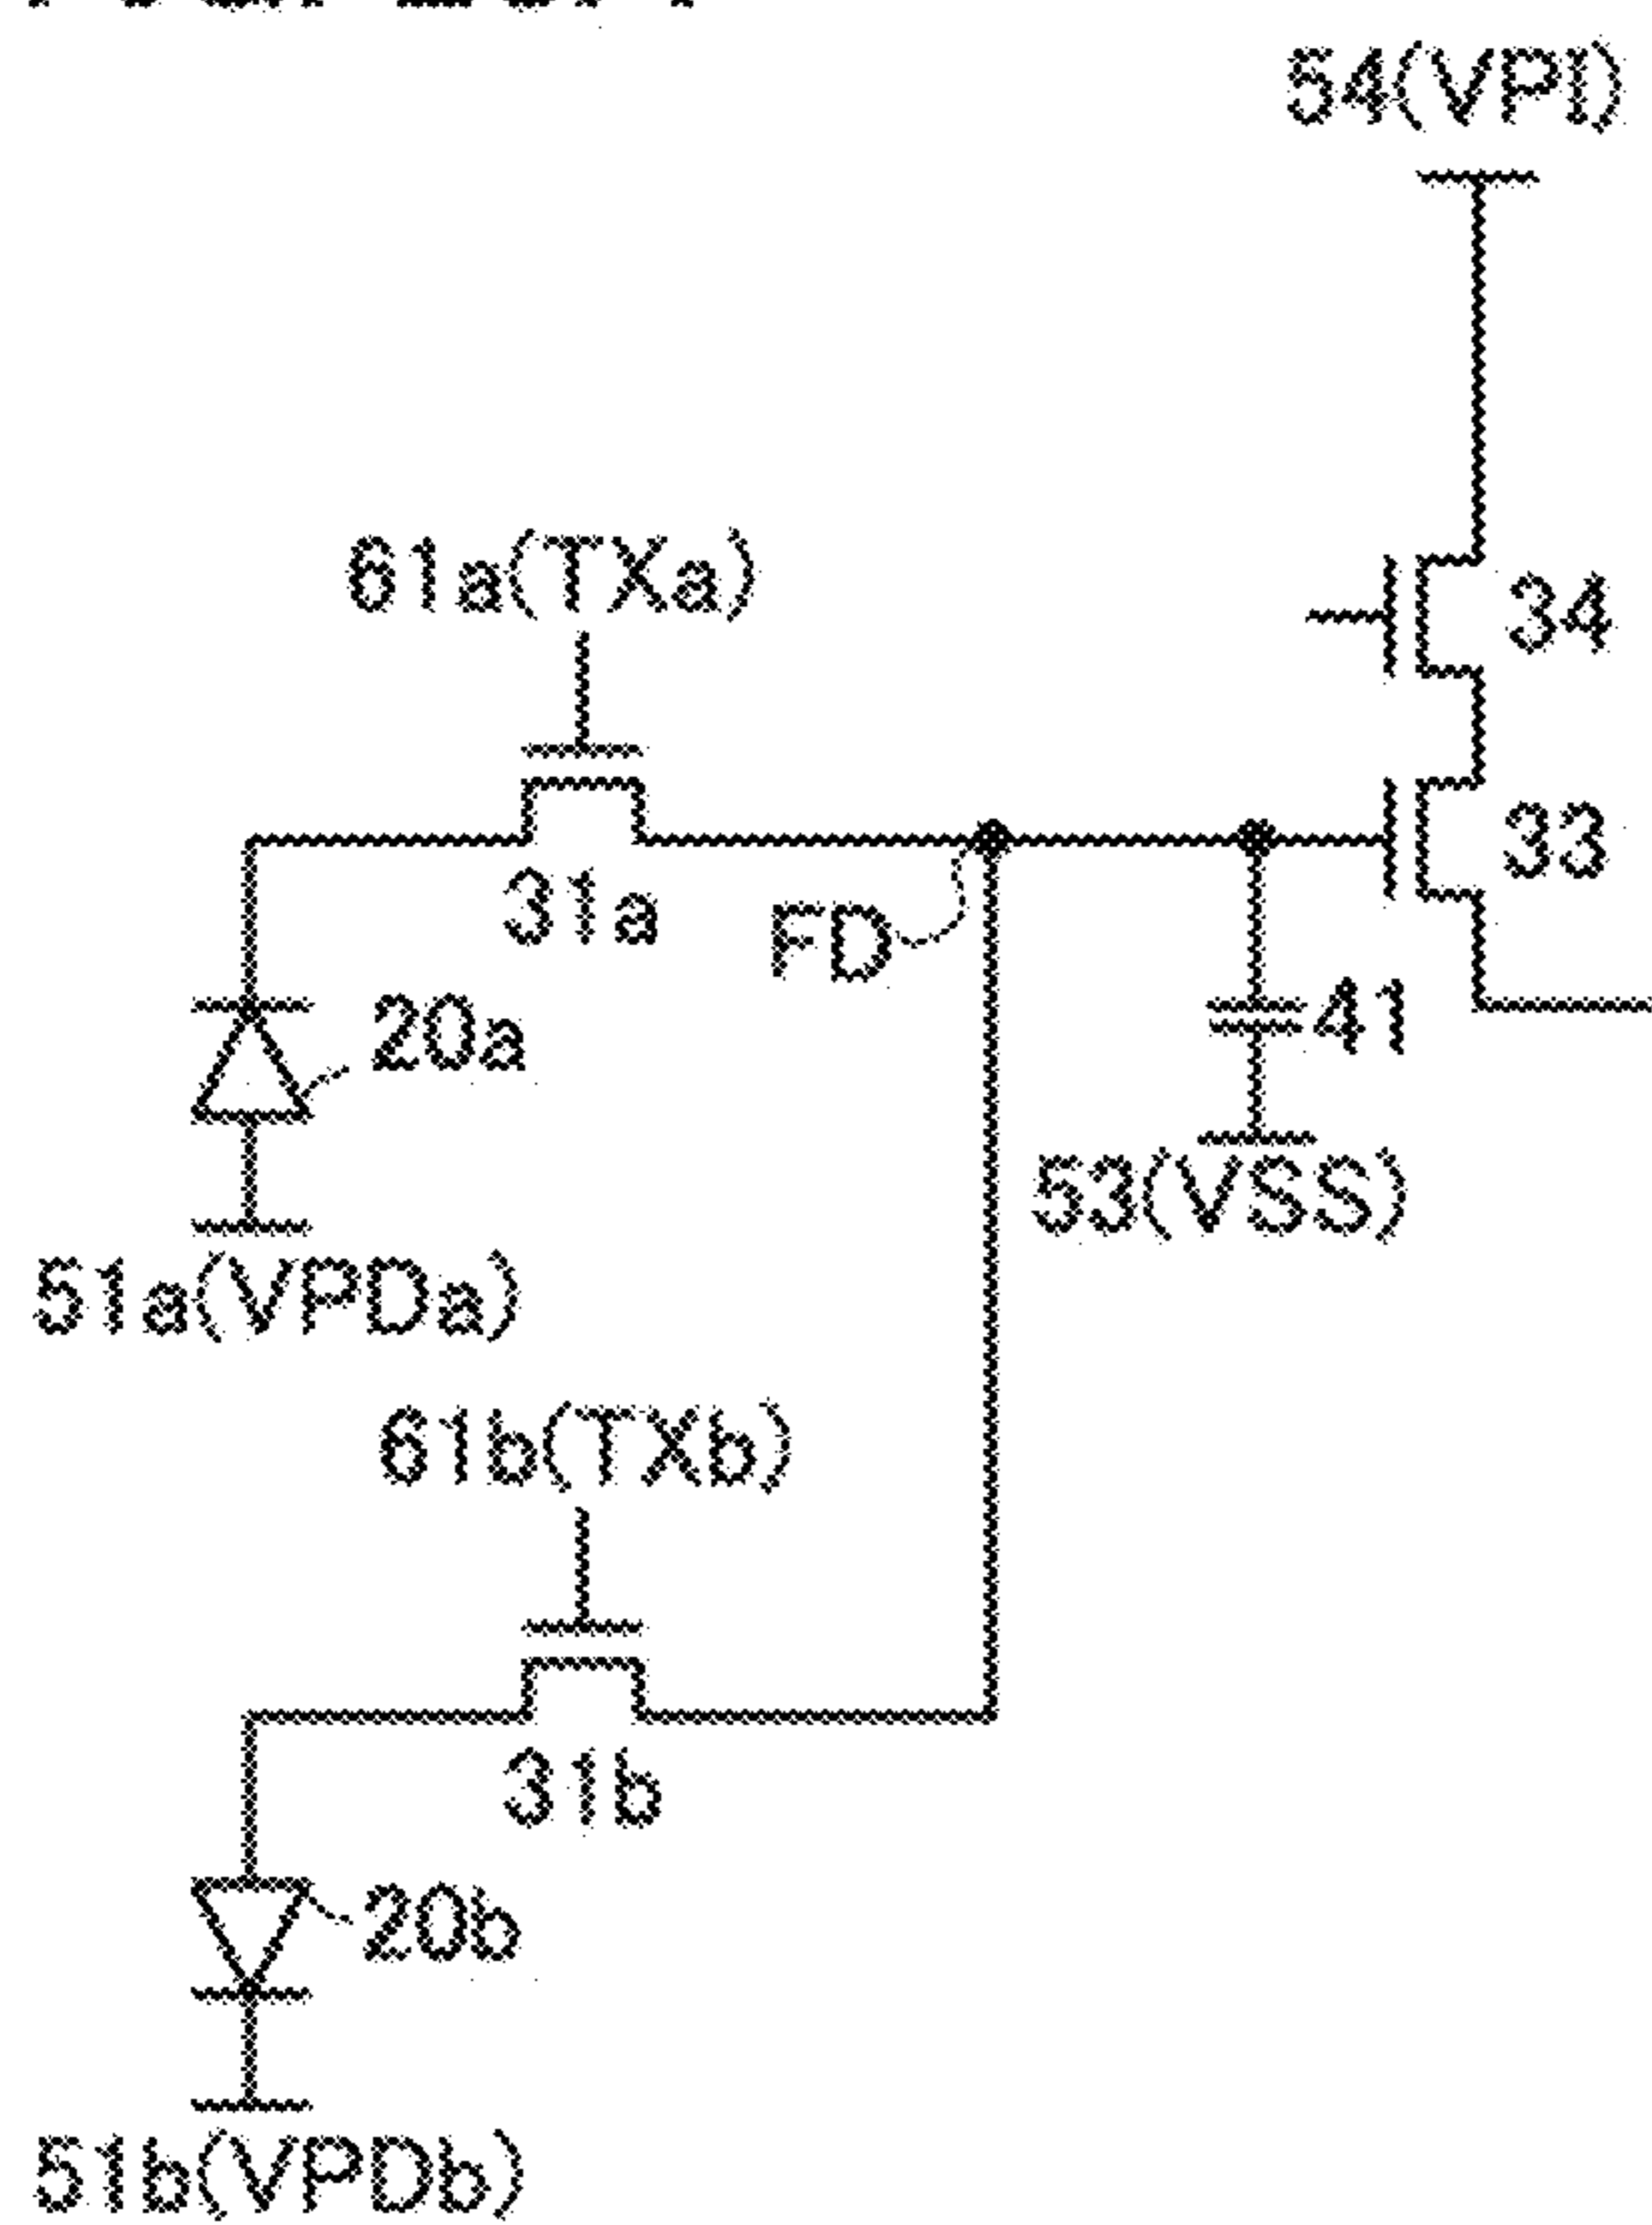 54(VPI)
61a(TXa)
34
33
31a
FD
20a
41
53(VSS)
51a(VPDa)
61b(TXb)
31b
20b
51b(VPDb)